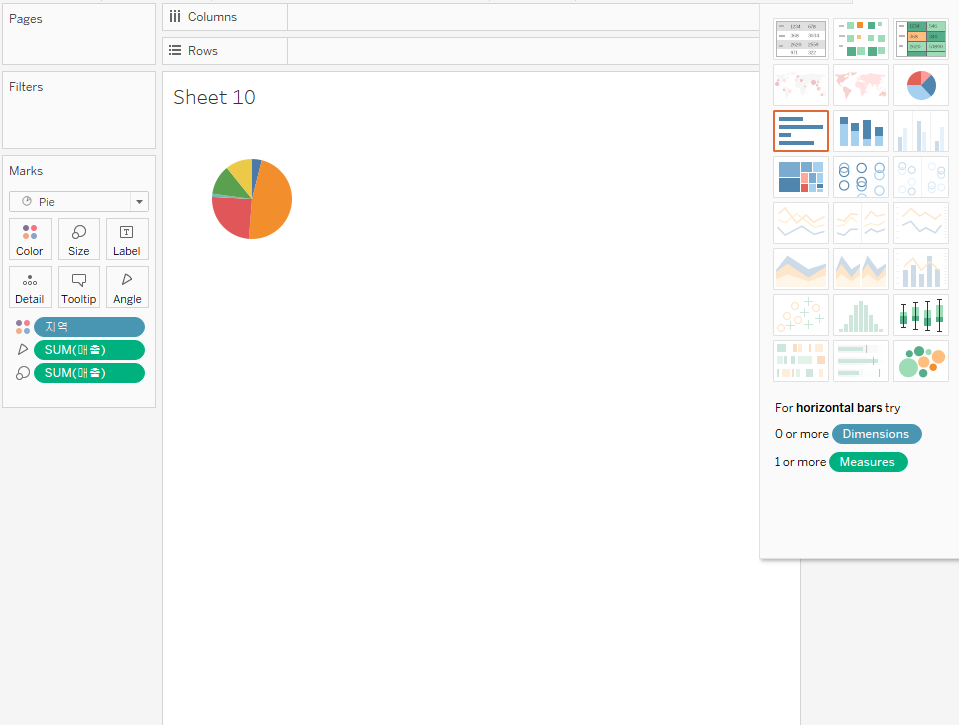 Pages
Columns
Rows
Filters
Sheet 10
Marks
Pie
Color
Size
Label
Detail
Tooltip
Angle
지역
SUM(매출)
SUM(매출)
For horizontal bars try
0 or more Dimensions
1 or more Measures